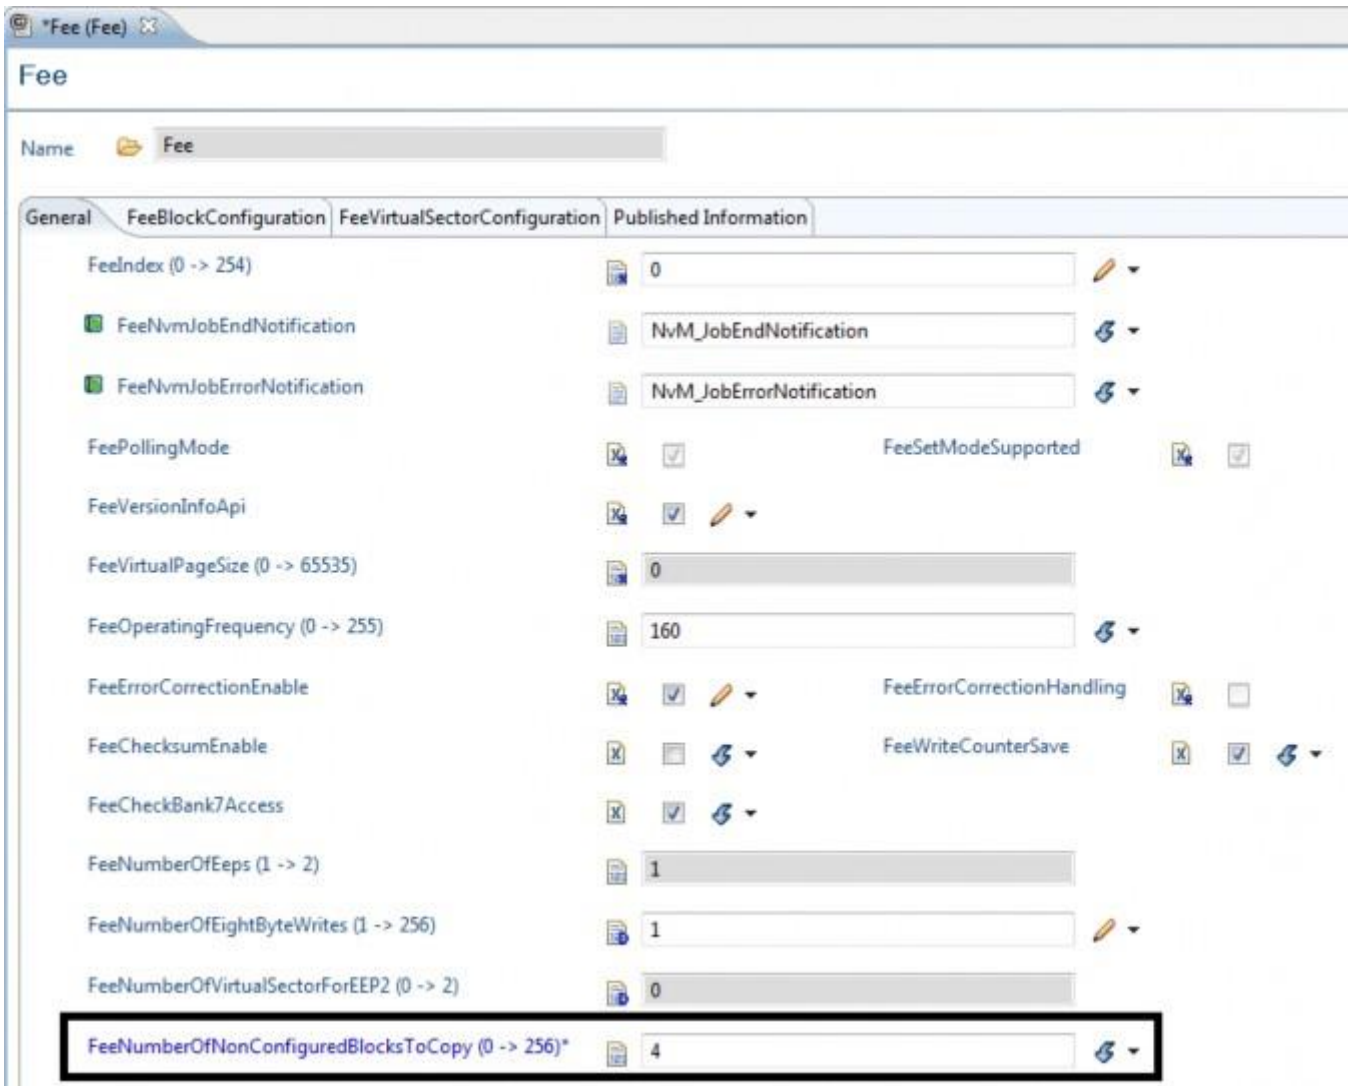 *Fee (Fee)
Fee
Name Fee
General FeeBlockConfiguration FeeVirtualSectorConfiguration Published Information
FeeIndex (0 -> 254) 0
FeeNvmJobEndNotification NvM_JobEndNotification
FeeNvmJobErrorNotification NvM_JobErrorNotification
FeePollingMode FeeSetModeSupported
FeeVersionInfoApi
FeeVirtualPageSize (0 -> 65535) 0
FeeOperatingFrequency (0 -> 255) 160
FeeErrorCorrectionEnable FeeErrorCorrectionHandling
FeeChecksumEnable FeeWriteCounterSave
FeeCheckBank7Access
FeeNumberOfEeps (1 -> 2) 1
FeeNumberOfEightByteWrites (1 -> 256) 1
FeeNumberOfVirtualSectorForEEP2 (0 -> 2) 0
FeeNumberOfNonConfiguredBlocksToCopy (0 -> 256)* 4